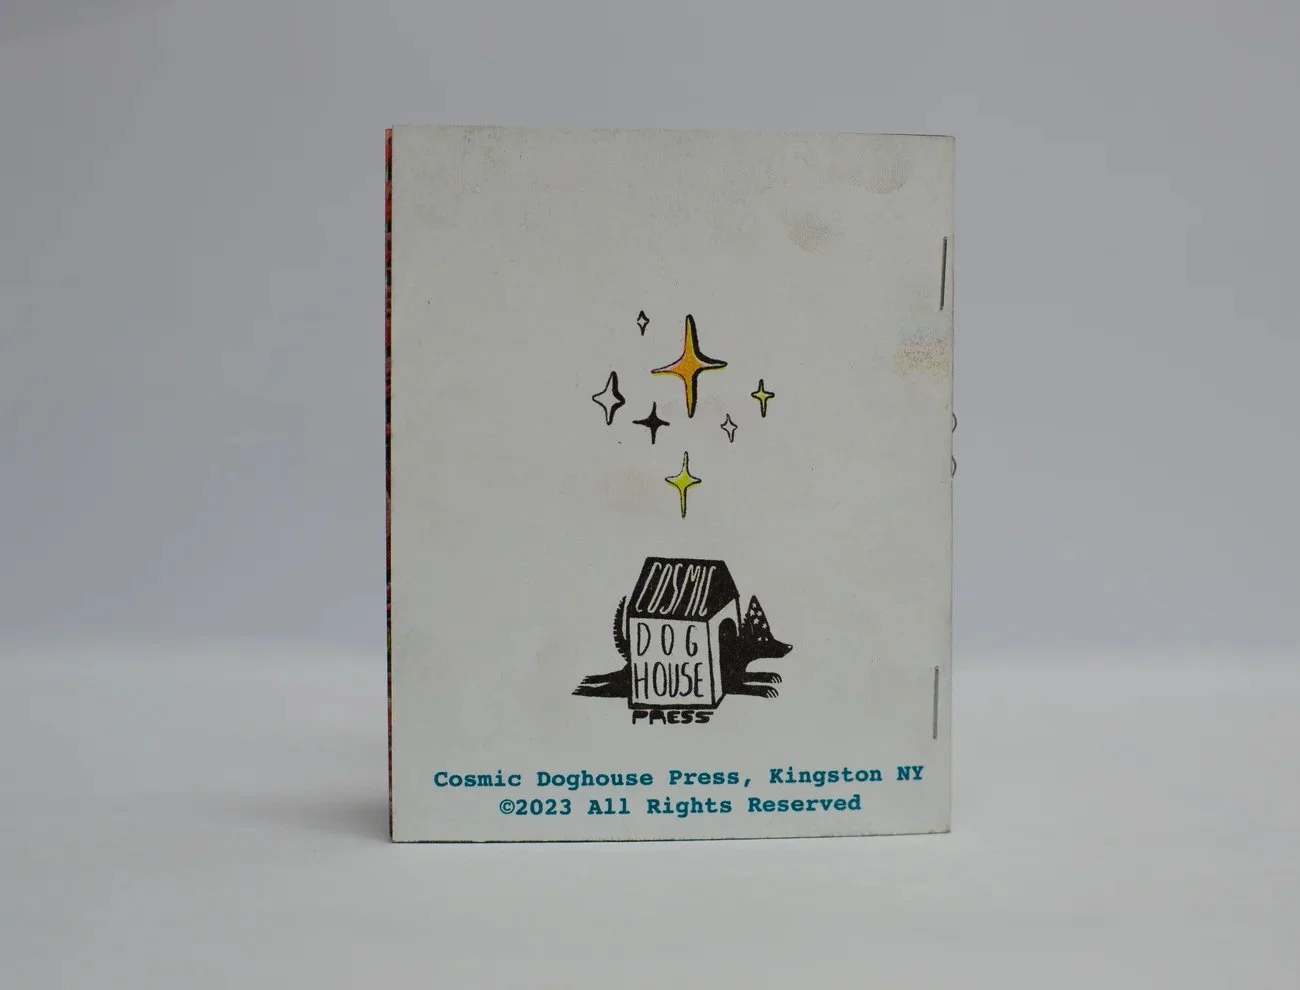 COSMIC
DOG
HOUSE
PRESS
Cosmic Doghouse Press, Kingston NY
©2023 All Rights Reserved